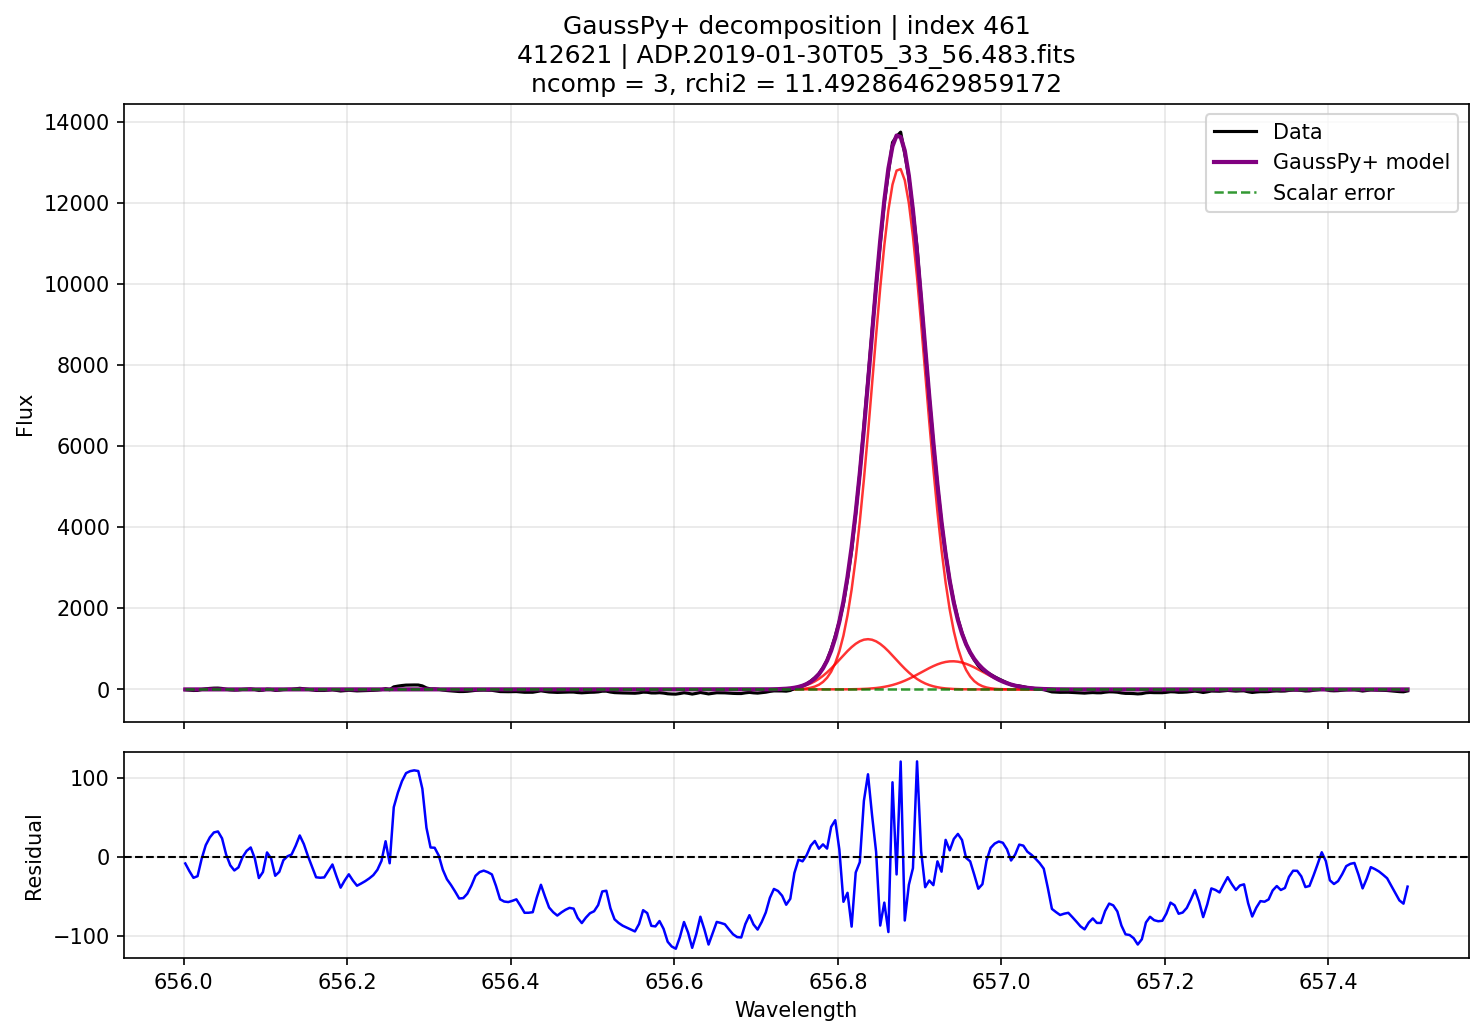 GaussPy+ decomposition | index 461
412621 | ADP.2019-01-30T05_33_56.483.fits
ncomp = 3, rchi2 = 11.492864629859172
Data
GaussPy+ model
Scalar error
14000
12000
10000
8000
6000
4000
2000
0
Flux
100
0
−100
Residual
656.0
656.2
656.4
656.6
656.8
657.0
657.2
657.4
Wavelength